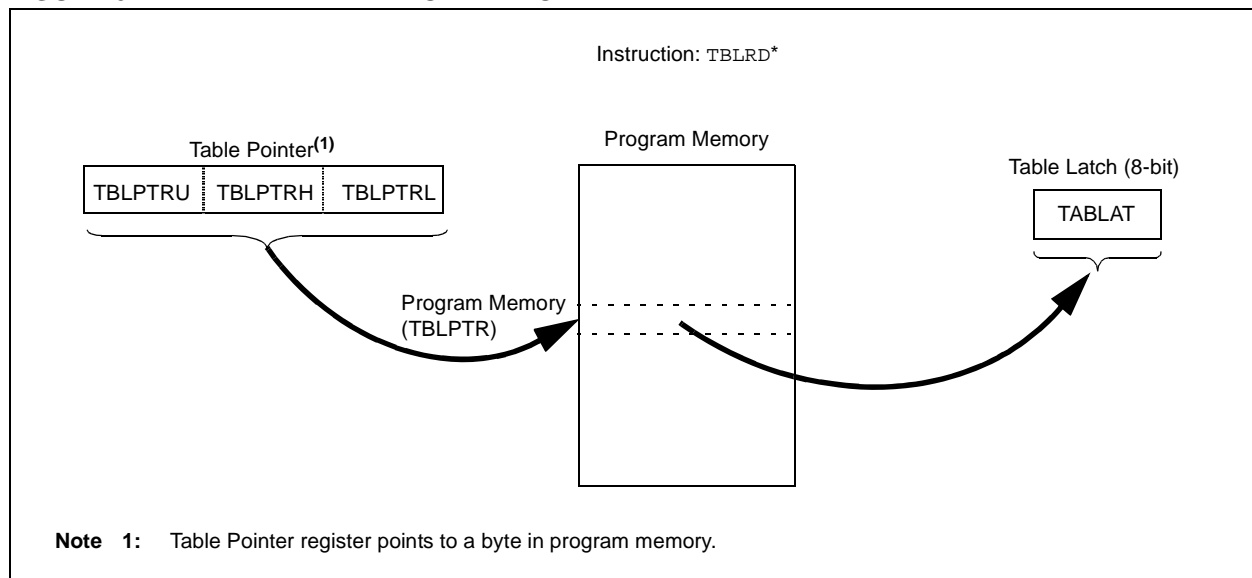 Instruction: TBLRD*
Table Pointer(1)
TBLPTRU TBLPTRH TBLPTRL
Program Memory
Table Latch (8-bit)
TABLAT
Program Memory
(TBLPTR)
Note 1: Table Pointer register points to a byte in program memory.